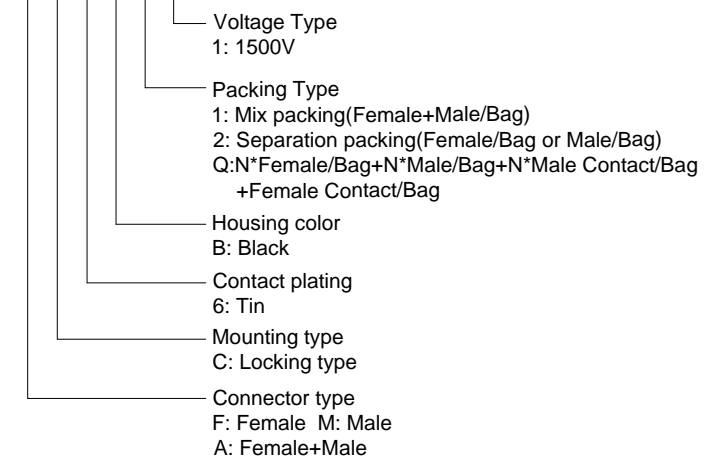 Voltage Type
1: 1500V
Packing Type
1: Mix packing(Female+Male/Bag)
2: Separation packing(Female/Bag or Male/Bag)
Q:N*Female/Bag+N*Male/Bag+N*Male Contact/Bag
+Female Contact/Bag
Housing color
B: Black
Contact plating
6: Tin
Mounting type
C: Locking type
Connector type
F: Female M: Male
A: Female+Male